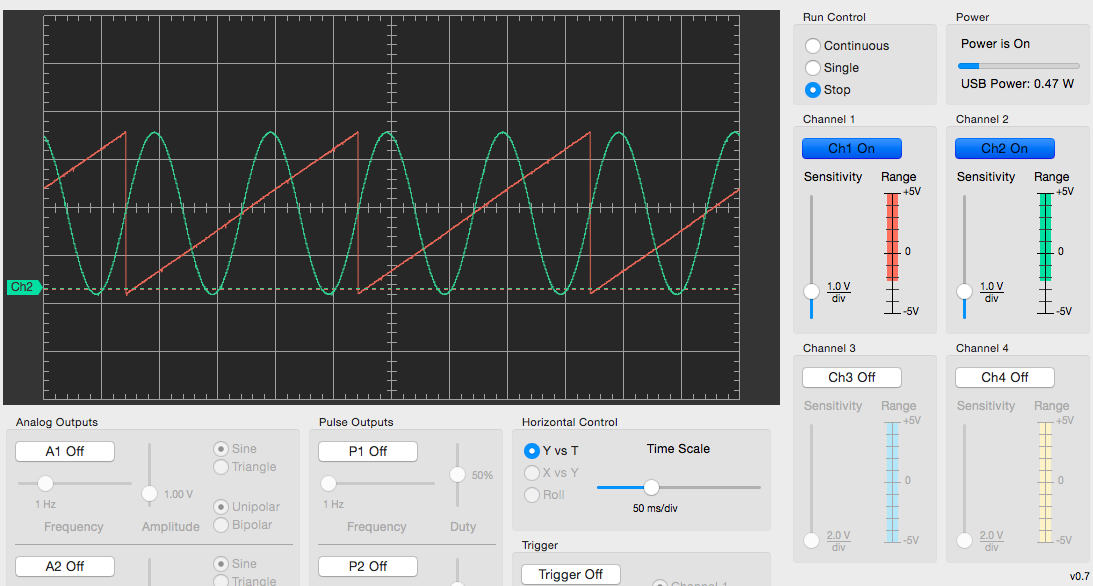 Run Control
Power
Continuous
Single
Stop
Power is On
USB Power: 0.47 W
Channel 1
Channel 2
Ch1 On
Ch2 On
Sensitivity
Range
Sensitivity
Range
+5V
+5V
0
0
1.0 V
div
1.0 V
div
-5V
-5V
Ch2
Channel 3
Channel 4
Ch3 Off
Ch4 Off
Sensitivity
Range
Sensitivity
Range
+5V
+5V
0
0
2.0 V
div
2.0 V
div
-5V
-5V
Analog Outputs
A1 Off
Sine
Triangle
1.00 V
1 Hz
Unipolar
Bipolar
Frequency
Amplitude
A2 Off
Sine
Triangle
Pulse Outputs
P1 Off
50%
1 Hz
Frequency
Duty
P2 Off
Horizontal Control
Y vs T
X vs Y
Roll
Time Scale
50 ms/div
Trigger
Trigger Off
Channel 1
v0.7